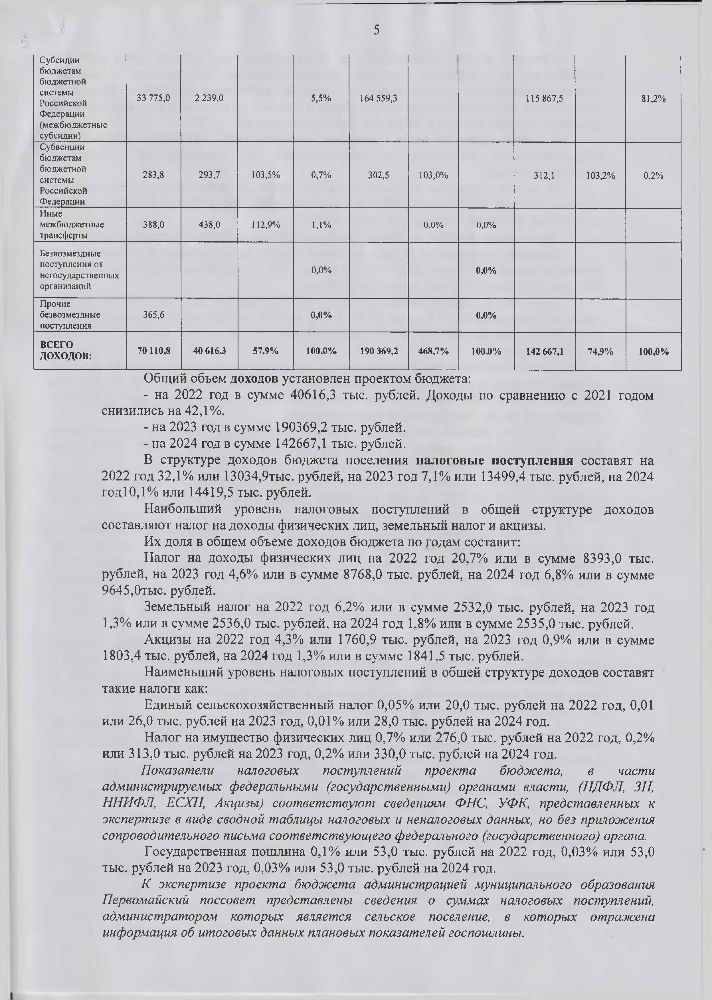 5
Субсидии
бюджетам
бюджетной
системы
Российской
Федерации
(межбюджетные
субсидии)
33 775,0 2 239,0 5,5% 164 559,3 115 867,5 81,2%
Субвенции
бюджетам
бюджетной
системы
Российской
Федерации
283,8 293,7 103,5% 0,7% 302,5 103,0% 312,1 103,2% 0,2%
Иные
межбюджетные
трансферты
388,0 438,0 112,9% 1,1% 0,0% 0,0%
Безвозмездные
поступления от
негосударственных
организаций
0,0% 0,0%
Прочие
безвозмездные
поступления
365,6 0,0% 0,0%
ВСЕГО
ДОХОДОВ:
70 110,8 40 616,3 57,9% 100,0% 190 369,2 468,7% 100,0% 142 667,1 74,9% 100,0%
Общий объем доходов установлен проектом бюджета:
- на 2022 год в сумме 40616,3 тыс. рублей. Доходы по сравнению с 2021 годом
снизились на 42,1%.
- на 2023 год в сумме 190369,2 тыс. рублей.
- на 2024 год в сумме 142667,1 тыс. рублей.
В структуре доходов бюджета поселения налоговые поступления составят на
2022 год 32,1% или 13034,9тыс. рублей, на 2023 год 7,1% или 13499,4 тыс. рублей, на 2024
год10,1% или 14419,5 тыс. рублей.
Наибольший уровень налоговых поступлений в общей структуре доходов
составляют налог на доходы физических лиц, земельный налог и акцизы.
Их доля в общем объеме доходов бюджета по годам составит:
Налог на доходы физических лиц на 2022 год 20,7% или в сумме 8393,0 тыс.
рублей, на 2023 год 4,6% или в сумме 8768,0 тыс. рублей, на 2024 год 6,8% или в сумме
9645,0тыс. рублей.
Земельный налог на 2022 год 6,2% или в сумме 2532,0 тыс. рублей, на 2023 год
1,3% или в сумме 2536,0 тыс. рублей, на 2024 год 1,8% или в сумме 2535,0 тыс. рублей.
Акцизы на 2022 год 4,3% или 1760,9 тыс. рублей, на 2023 год 0,9% или в сумме
1803,4 тыс. рублей, на 2024 год 1,3% или в сумме 1841,5 тыс. рублей.
Наименьший уровень налоговых поступлений в обшей структуре доходов составят
такие налоги как:
Единый сельскохозяйственный налог 0,05% или 20,0 тыс. рублей на 2022 год, 0,01
или 26,0 тыс. рублей на 2023 год, 0,01% или 28,0 тыс. рублей на 2024 год.
Налог на имущество физических лиц 0,7% или 276,0 тыс. рублей на 2022 год, 0,2%
или 313,0 тыс. рублей на 2023 год, 0,2% или 330,0 тыс. рублей на 2024 год.
Показатели налоговых поступлений проекта бюджета, в части
администрируемых федеральными (государственными) органами власти, (НДФЛ, ЗН,
ННИФЛ, ЕСХН, Акцизы) соответствуют сведениям ФНС, УФК, представленных к
экспертизе в виде сводной таблицы налоговых и неналоговых данных, но без приложения
сопроводительного письма соответствующего федерального (государственного) органа.
Государственная пошлина 0,1% или 53,0 тыс. рублей на 2022 год, 0,03% или 53,0
тыс. рублей на 2023 год, 0,03% или 53,0 тыс. рублей на 2024 год.
К экспертизе проекта бюджета администрацией муниципального образования
Первомайский поссовет представлены сведения о суммах налоговых поступлений,
администратором которых является сельское поселение, в которых отражена
информация об итоговых данных плановых показателей госпошлины.